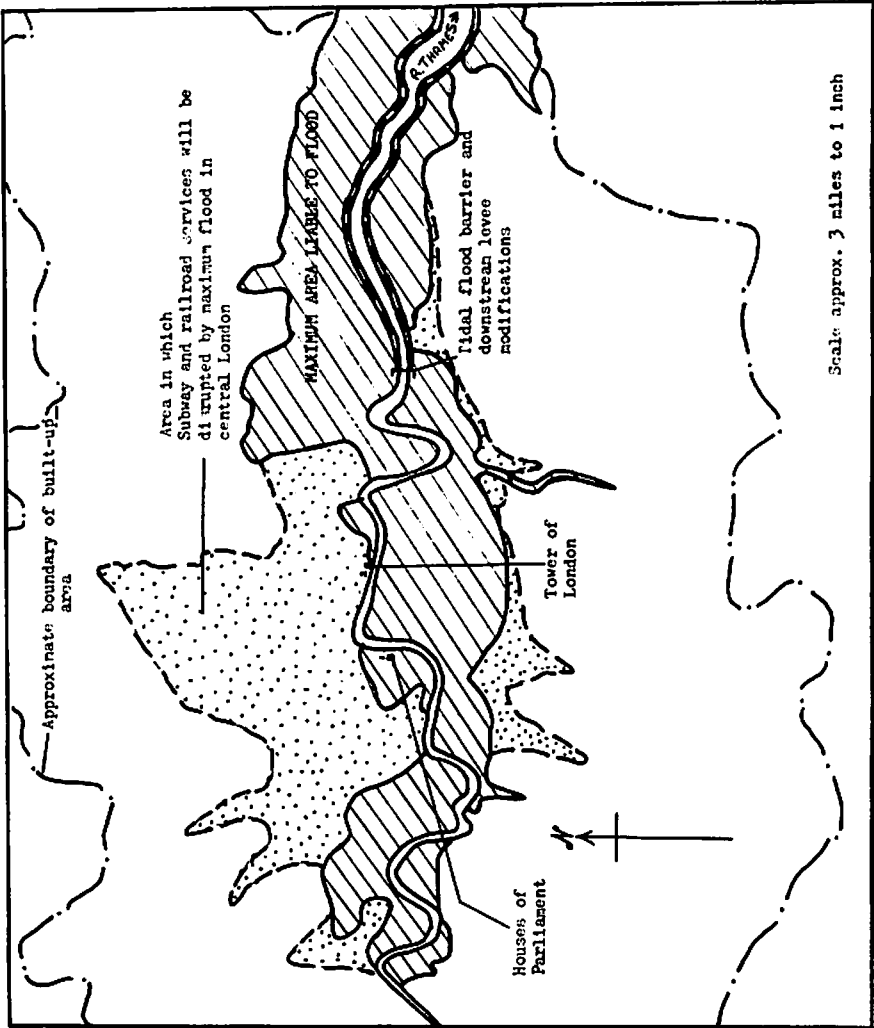 Approximate boundary of built-up
area
Area in which
Subway and railroad services will be
disrupted by maximum flood in
central London
MAXIMUM AREA LIABLE TO FLOOD
R. THAMES
Tidal flood barrier and
downstream levee
modifications
Tower of
London
Houses of
Parliament
N
Scale approx. 3 miles to 1 inch